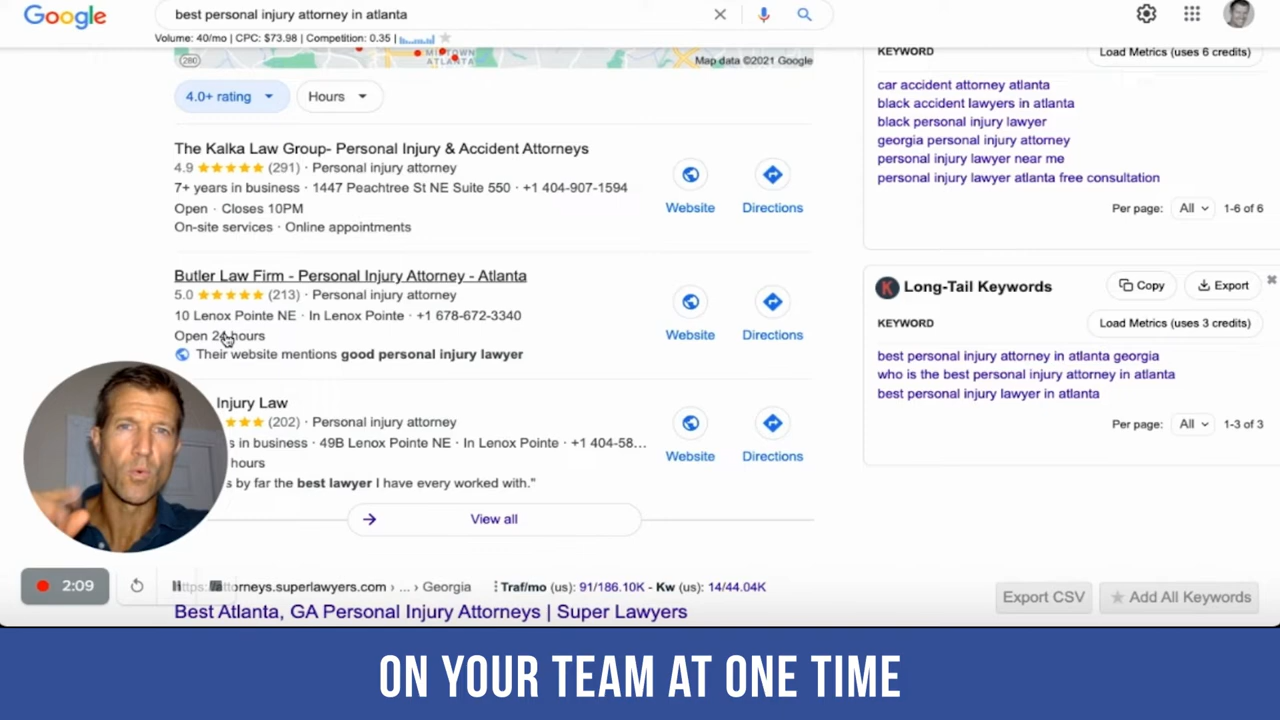 Google
best personal injury attorney in atlanta
Volume: 40/mo | CPC: $73.98 | Competition: 0.35 |
280
MIDTOWN
ATLANTA
Map data ©2021 Google
4.0+ rating
Hours
The Kalka Law Group- Personal Injury & Accident Attorneys
4.9 (291) · Personal injury attorney
7+ years in business · 1447 Peachtree St NE Suite 550 · +1 404-907-1594
Open · Closes 10PM
On-site services · Online appointments
Website
Directions
Butler Law Firm - Personal Injury Attorney - Atlanta
5.0 (213) · Personal injury attorney
10 Lenox Pointe NE · In Lenox Pointe · +1 678-672-3340
Open 24 hours
Their website mentions good personal injury lawyer
Website
Directions
Injury Law
(202) · Personal injury attorney
s in business · 49B Lenox Pointe NE · In Lenox Pointe · +1 404-58...
hours
s by far the best lawyer I have every worked with."
Website
Directions
View all
2:09
torneys.superlawyers.com › ... › Georgia
Traf/mo (us): 91/186.10K - Kw (us): 14/44.04K
Best Atlanta, GA Personal Injury Attorneys | Super Lawyers
KEYWORD
Load Metrics (uses 6 credits)
car accident attorney atlanta
black accident lawyers in atlanta
black personal injury lawyer
georgia personal injury attorney
personal injury lawyer near me
personal injury lawyer atlanta free consultation
Per page: All 1-6 of 6
K Long-Tail Keywords
Copy
Export
KEYWORD
Load Metrics (uses 3 credits)
best personal injury attorney in atlanta georgia
who is the best personal injury attorney in atlanta
best personal injury lawyer in atlanta
Per page: All 1-3 of 3
Export CSV
Add All Keywords
ON YOUR TEAM AT ONE TIME